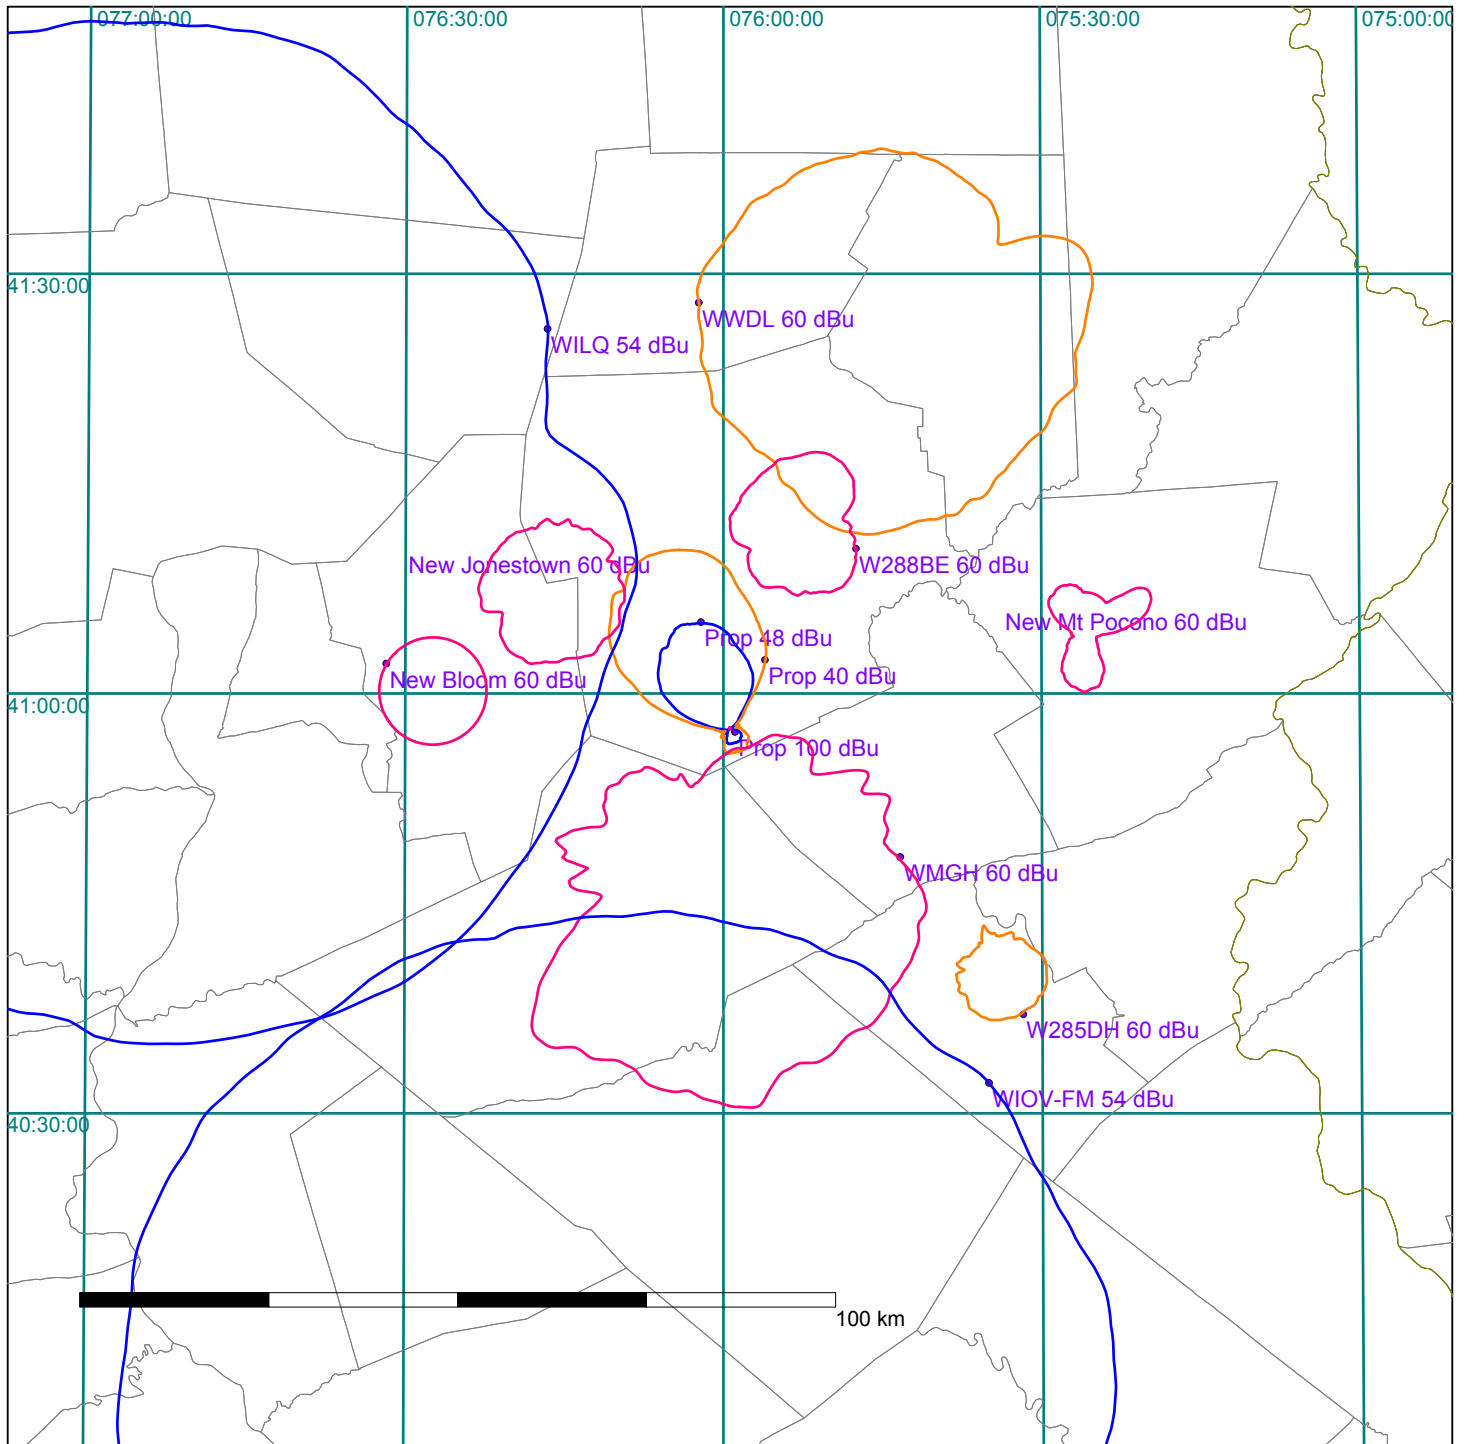 077:00:00
076:30:00
076:00:00
075:30:00
075:00:00
41:30:00
WWDL 60 dBu
WILQ 54 dBu
New Jonestown 60 dBu
W288BE 60 dBu
New Mt Pocono 60 dBu
Prop 48 dBu
Prop 40 dBu
New Bloom 60 dBu
41:00:00
Prop 100 dBu
WMGH 60 dBu
W285DH 60 dBu
WIOV-FM 54 dBu
40:30:00
100 km